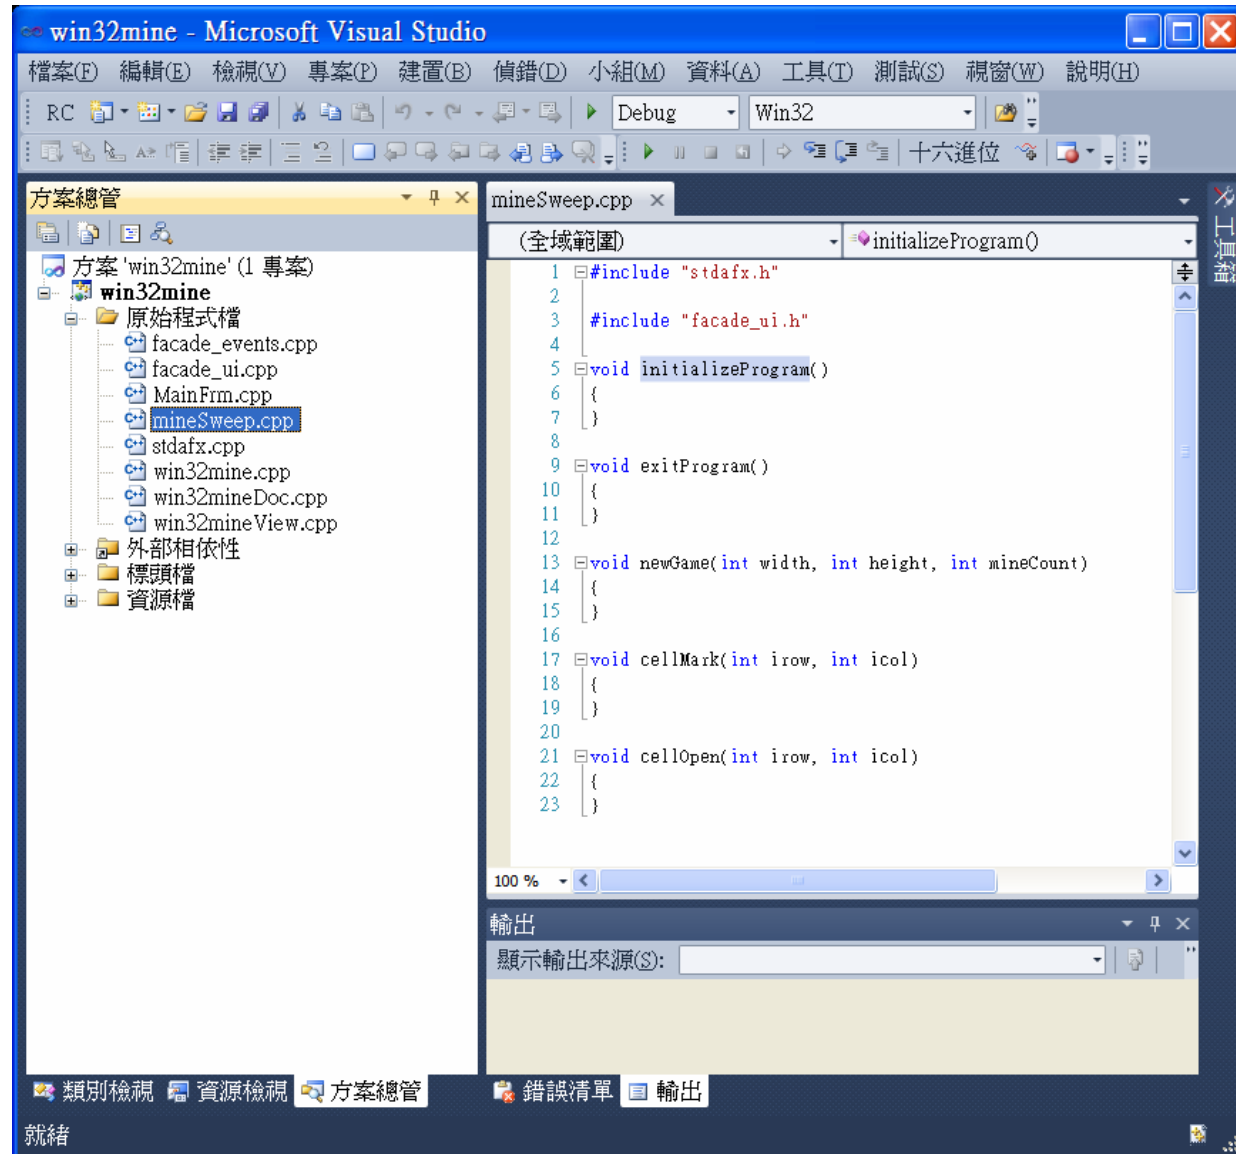 win32mine - Microsoft Visual Studio
檔案(F) 編輯(E) 檢視(V) 專案(P) 建置(B) 偵錯(D) 小組(M) 資料(A) 工具(T) 測試(S) 視窗(W) 說明(H)
RC Debug Win32
十六進位
方案總管
mineSweep.cpp
工具箱
(全域範圍) initializeProgram()
方案 'win32mine' (1 專案)
win32mine
原始程式檔
facade_events.cpp
facade_ui.cpp
MainFrm.cpp
mineSweep.cpp
stdafx.cpp
win32mine.cpp
win32mineDoc.cpp
win32mineView.cpp
外部相依性
標頭檔
資源檔
1 #include "stdafx.h"
2
3 #include "facade_ui.h"
4
5 void initializeProgram()
6 {
7 }
8
9 void exitProgram()
10 {
11 }
12
13 void newGame(int width, int height, int mineCount)
14 {
15 }
16
17 void cellMark(int irow, int icol)
18 {
19 }
20
21 void cellOpen(int irow, int icol)
22 {
23 }
100 %
輸出
顯示輸出來源(S):
類別檢視 資源檢視 方案總管
錯誤清單 輸出
就緒